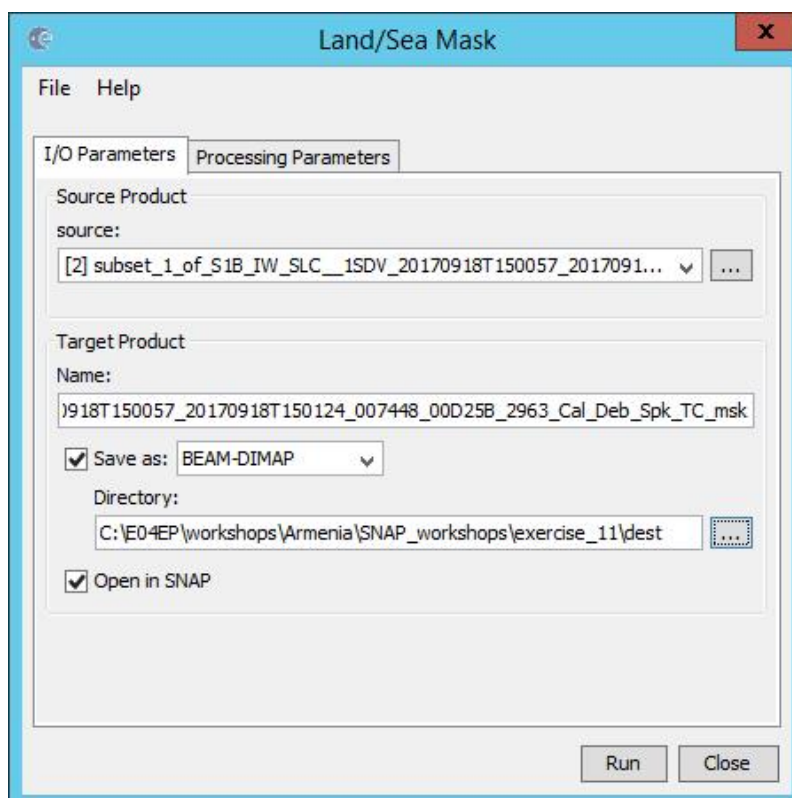 Land/Sea Mask
x
File Help
I/O Parameters Processing Parameters
Source Product
source:
[2] subset_1_of_S1B_IW_SLC__1SDV_20170918T150057_2017091... ...
Target Product
Name:
)918T150057_20170918T150124_007448_00D25B_2963_Cal_Deb_Spk_TC_msk
Save as: BEAM-DIMAP
Directory:
C:\E04EP\workshops\Armenia\SNAP_workshops\exercise_11\dest ...
Open in SNAP
Run Close